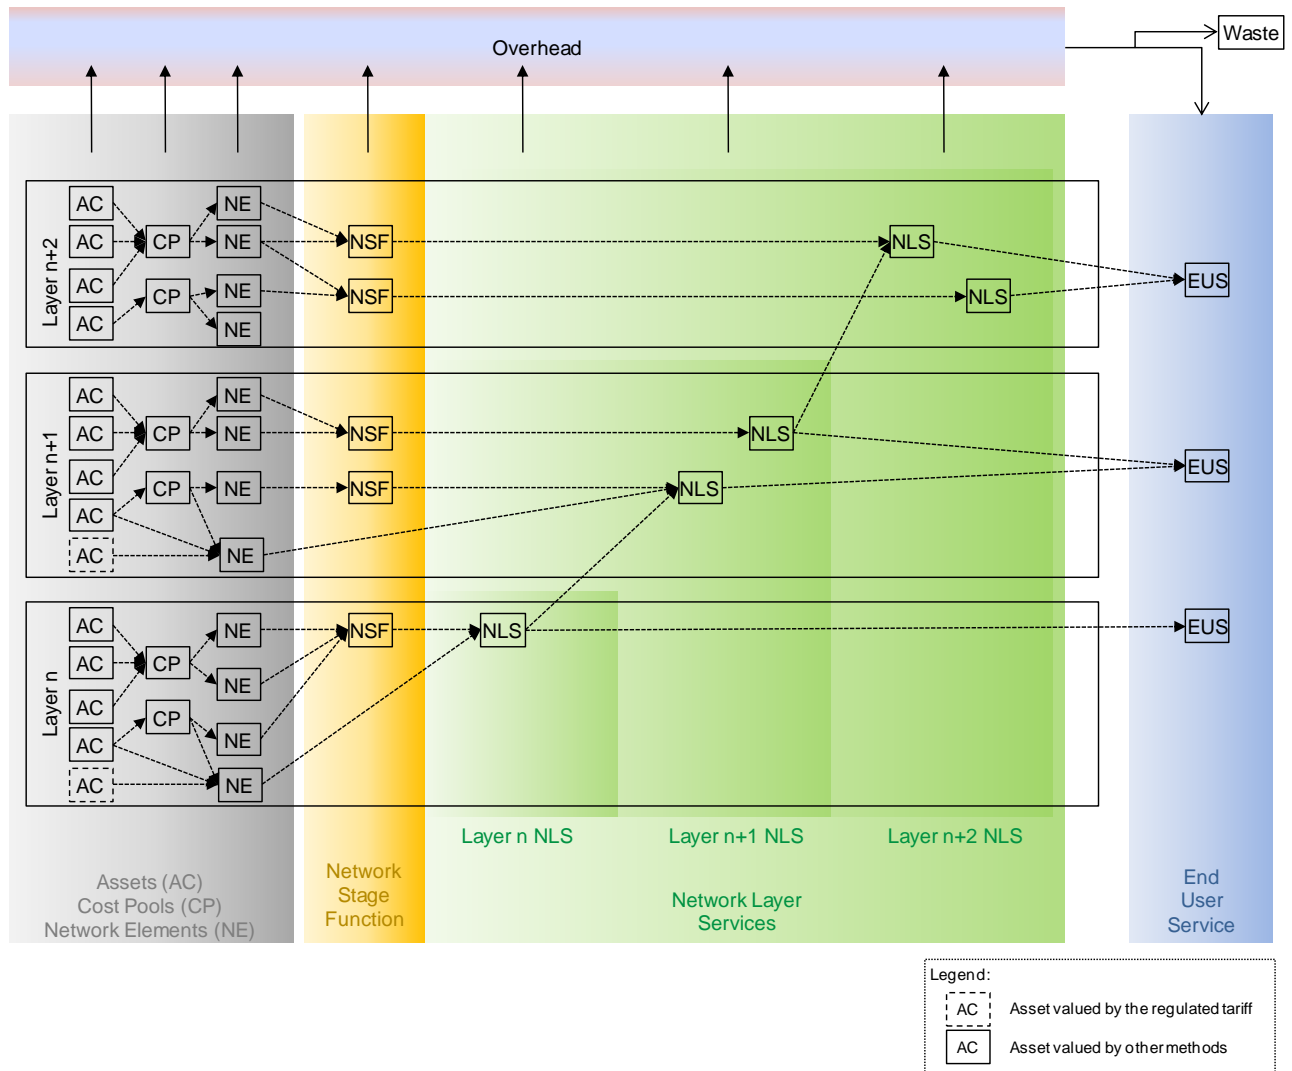 Overhead
Waste
Layer n+2
AC
AC
AC
AC
CP
CP
NE
NE
NE
NE
NSF
NSF
NLS
NLS
EUS
Layer n+1
AC
AC
AC
AC
AC
CP
CP
NE
NE
NE
NE
NSF
NSF
NLS
NLS
EUS
Layer n
AC
AC
AC
AC
AC
CP
CP
NE
NE
NE
NE
NSF
NLS
EUS
Layer n NLS
Layer n+1 NLS
Layer n+2 NLS
Assets (AC)
Cost Pools (CP)
Network Elements (NE)
Network
Stage
Function
Network Layer
Services
End
User
Service
Legend:
AC Asset valued by the regulated tariff
AC Asset valued by other methods